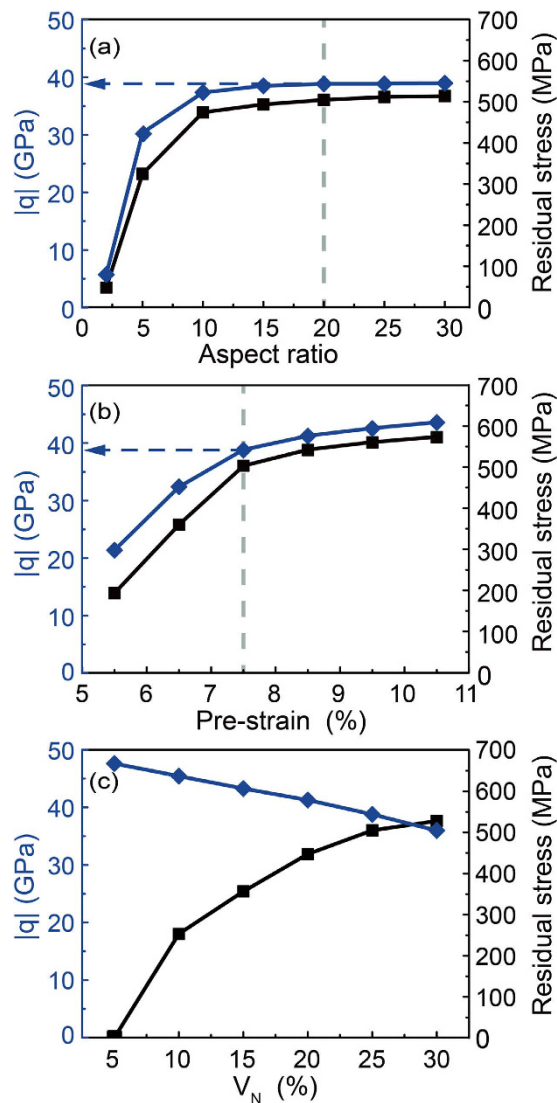 (a)
50
40
30
20
10
0
|q| (GPa)
700
600
500
400
300
200
100
0
Residual stress (MPa)
0 5 10 15 20 25 30
Aspect ratio
(b)
50
40
30
20
10
0
|q| (GPa)
700
600
500
400
300
200
100
0
Residual stress (MPa)
5 6 7 8 9 10 11
Pre-strain (%)
(c)
50
40
30
20
10
0
|q| (GPa)
700
600
500
400
300
200
100
0
Residual stress (MPa)
5 10 15 20 25 30
V_N (%)